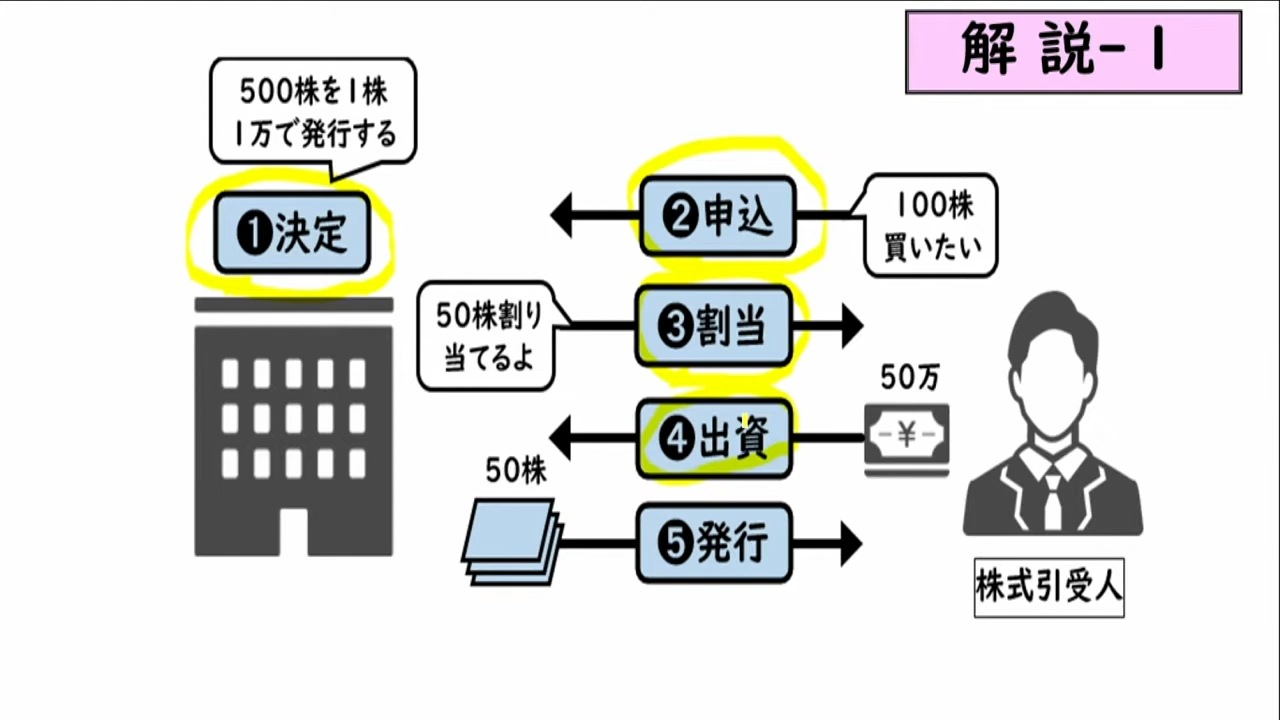 解説-1
500株を1株
1万で発行する
❶決定
❷申込
100株
買いたい
50株割り
当てるよ
❸割当
50万
❹出資
-¥-
50株
❺発行
株式引受人